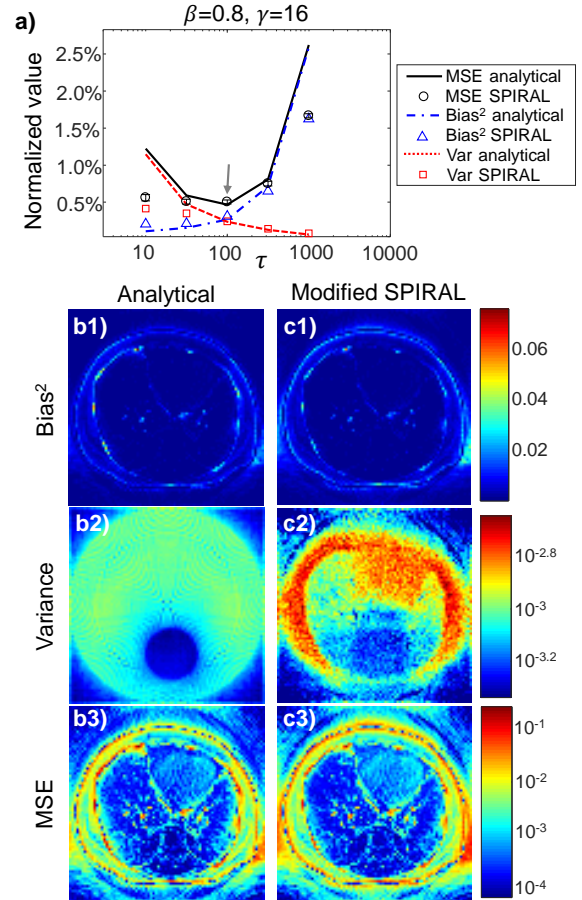 a)
β=0.8, γ=16
Normalized value
2.5%
2.0%
1.5%
1.0%
0.5%
10
100
1000
10000
τ
MSE analytical
MSE SPIRAL
Bias² analytical
Bias² SPIRAL
Var analytical
Var SPIRAL
Analytical
Modified SPIRAL
Bias²
b1)
c1)
0.06
0.04
0.02
Variance
b2)
c2)
10^-2.8
10^-3
10^-3.2
MSE
b3)
c3)
10^-1
10^-2
10^-3
10^-4